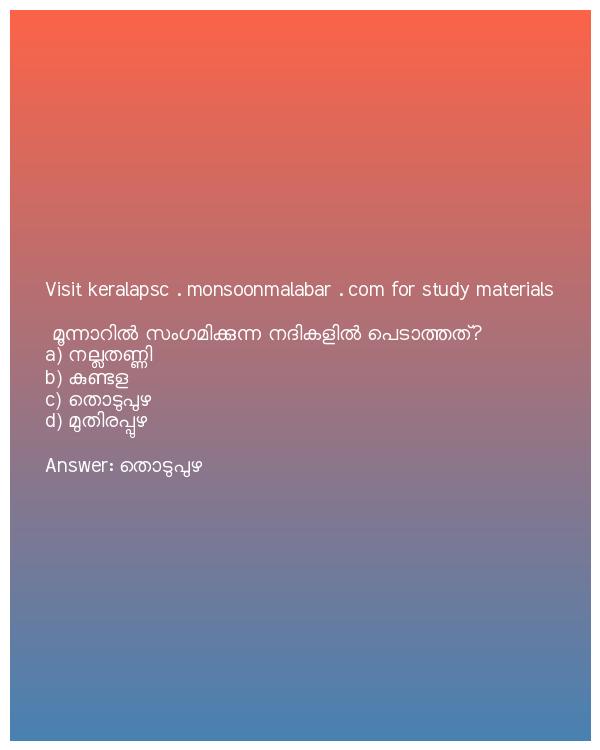 Visit keralapsc . monsoonmalabar . com for study materials
മൂന്നാറിൽ സംഗമിക്കുന്ന നദികളിൽ പെടാത്തത്?
a) നല്ലതണ്ണി
b) കുണ്ടള
c) തൊടുപുഴ
d) മുതിരപ്പുഴ
Answer: തൊടുപുഴ